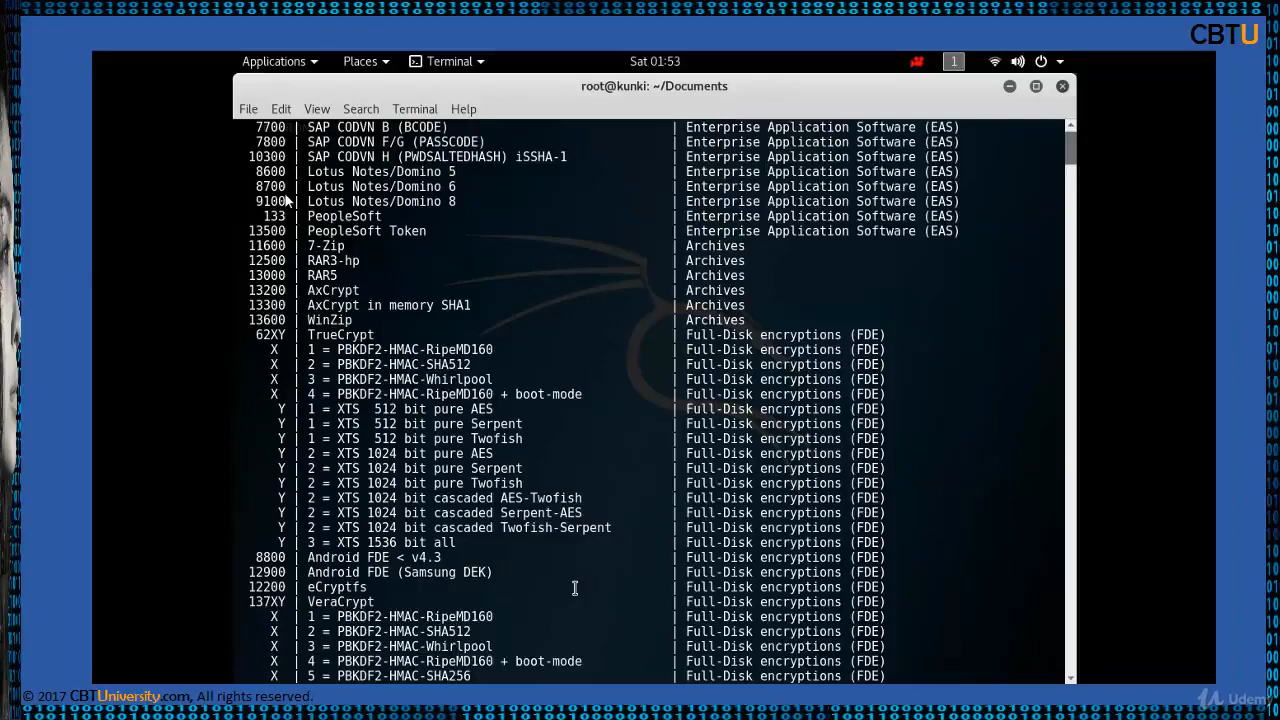 CBTU
Applications Places Terminal Sat 01:53 1
root@kunki: ~/Documents
File Edit View Search Terminal Help
7700 | SAP CODVN B (BCODE) | Enterprise Application Software (EAS)
7800 | SAP CODVN F/G (PASSCODE) | Enterprise Application Software (EAS)
10300 | SAP CODVN H (PWDSALTEDHASH) iSSHA-1 | Enterprise Application Software (EAS)
8600 | Lotus Notes/Domino 5 | Enterprise Application Software (EAS)
8700 | Lotus Notes/Domino 6 | Enterprise Application Software (EAS)
9100 | Lotus Notes/Domino 8 | Enterprise Application Software (EAS)
133 | PeopleSoft | Enterprise Application Software (EAS)
13500 | PeopleSoft Token | Enterprise Application Software (EAS)
11600 | 7-Zip | Archives
12500 | RAR3-hp | Archives
13000 | RAR5 | Archives
13200 | AxCrypt | Archives
13300 | AxCrypt in memory SHA1 | Archives
13600 | WinZip | Archives
62XY | TrueCrypt | Full-Disk encryptions (FDE)
X | 1 = PBKDF2-HMAC-RipeMD160 | Full-Disk encryptions (FDE)
X | 2 = PBKDF2-HMAC-SHA512 | Full-Disk encryptions (FDE)
X | 3 = PBKDF2-HMAC-Whirlpool | Full-Disk encryptions (FDE)
X | 4 = PBKDF2-HMAC-RipeMD160 + boot-mode | Full-Disk encryptions (FDE)
Y | 1 = XTS 512 bit pure AES | Full-Disk encryptions (FDE)
Y | 1 = XTS 512 bit pure Serpent | Full-Disk encryptions (FDE)
Y | 1 = XTS 512 bit pure Twofish | Full-Disk encryptions (FDE)
Y | 2 = XTS 1024 bit pure AES | Full-Disk encryptions (FDE)
Y | 2 = XTS 1024 bit pure Serpent | Full-Disk encryptions (FDE)
Y | 2 = XTS 1024 bit pure Twofish | Full-Disk encryptions (FDE)
Y | 2 = XTS 1024 bit cascaded AES-Twofish | Full-Disk encryptions (FDE)
Y | 2 = XTS 1024 bit cascaded Serpent-AES | Full-Disk encryptions (FDE)
Y | 2 = XTS 1024 bit cascaded Twofish-Serpent | Full-Disk encryptions (FDE)
Y | 3 = XTS 1536 bit all | Full-Disk encryptions (FDE)
8800 | Android FDE < v4.3 | Full-Disk encryptions (FDE)
12900 | Android FDE (Samsung DEK) | Full-Disk encryptions (FDE)
12200 | eCryptfs | Full-Disk encryptions (FDE)
137XY | VeraCrypt | Full-Disk encryptions (FDE)
X | 1 = PBKDF2-HMAC-RipeMD160 | Full-Disk encryptions (FDE)
X | 2 = PBKDF2-HMAC-SHA512 | Full-Disk encryptions (FDE)
X | 3 = PBKDF2-HMAC-Whirlpool | Full-Disk encryptions (FDE)
X | 4 = PBKDF2-HMAC-RipeMD160 + boot-mode | Full-Disk encryptions (FDE)
X | 5 = PBKDF2-HMAC-SHA256 | Full-Disk encryptions (FDE)
© 2017 CBTUniversity.com, All rights reserved.